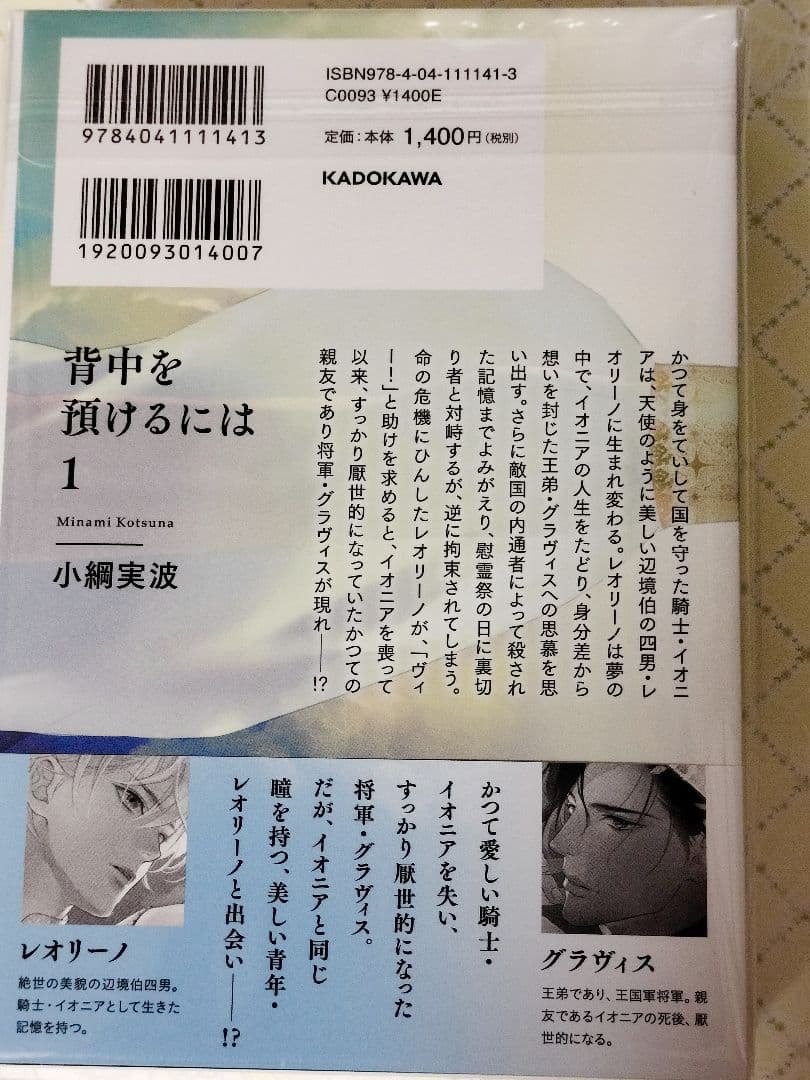 ISBN978-4-04-111141-3
C0093 ¥1400E
定価:本体 1,400円(税別)
KADOKAWA
9784041111413
1920093014007
背中を
預けるには
1
Minami Kotsuna
小綱実波
かつて身をていして国を守った騎士・イオニ
アは、天使のように美しい辺境伯の四男・レ
オリーノに生まれ変わる。レオリーノは夢の
中で、イオニアの人生をたどり、身分差から
想いを封じた王弟・グラヴィスへの思慕を思
い出す。さらに敵国の内通者によって殺され
た記憶までよみがえり、慰霊祭の日に裏切
り者と対峙するが、逆に拘束されてしまう。
命の危機にひんしたレオリーノが、「ヴィ
ー!」と助けを求めると、イオニアを喪って
以来、すっかり厭世的になっていたかつての
親友であり将軍・グラヴィスが現れ――!?
かつて愛しい騎士・
イオニアを失い、
すっかり厭世的になった
将軍・グラヴィス。
だが、イオニアと同じ
瞳を持つ、美しい青年・
レオリーノと出会い――!?
グラヴィス
王弟であり、王国軍将軍。親
友であるイオニアの死後、厭
世的になる。
レオリーノ
絶世の美貌の辺境伯四男。
騎士・イオニアとして生きた
記憶を持つ。